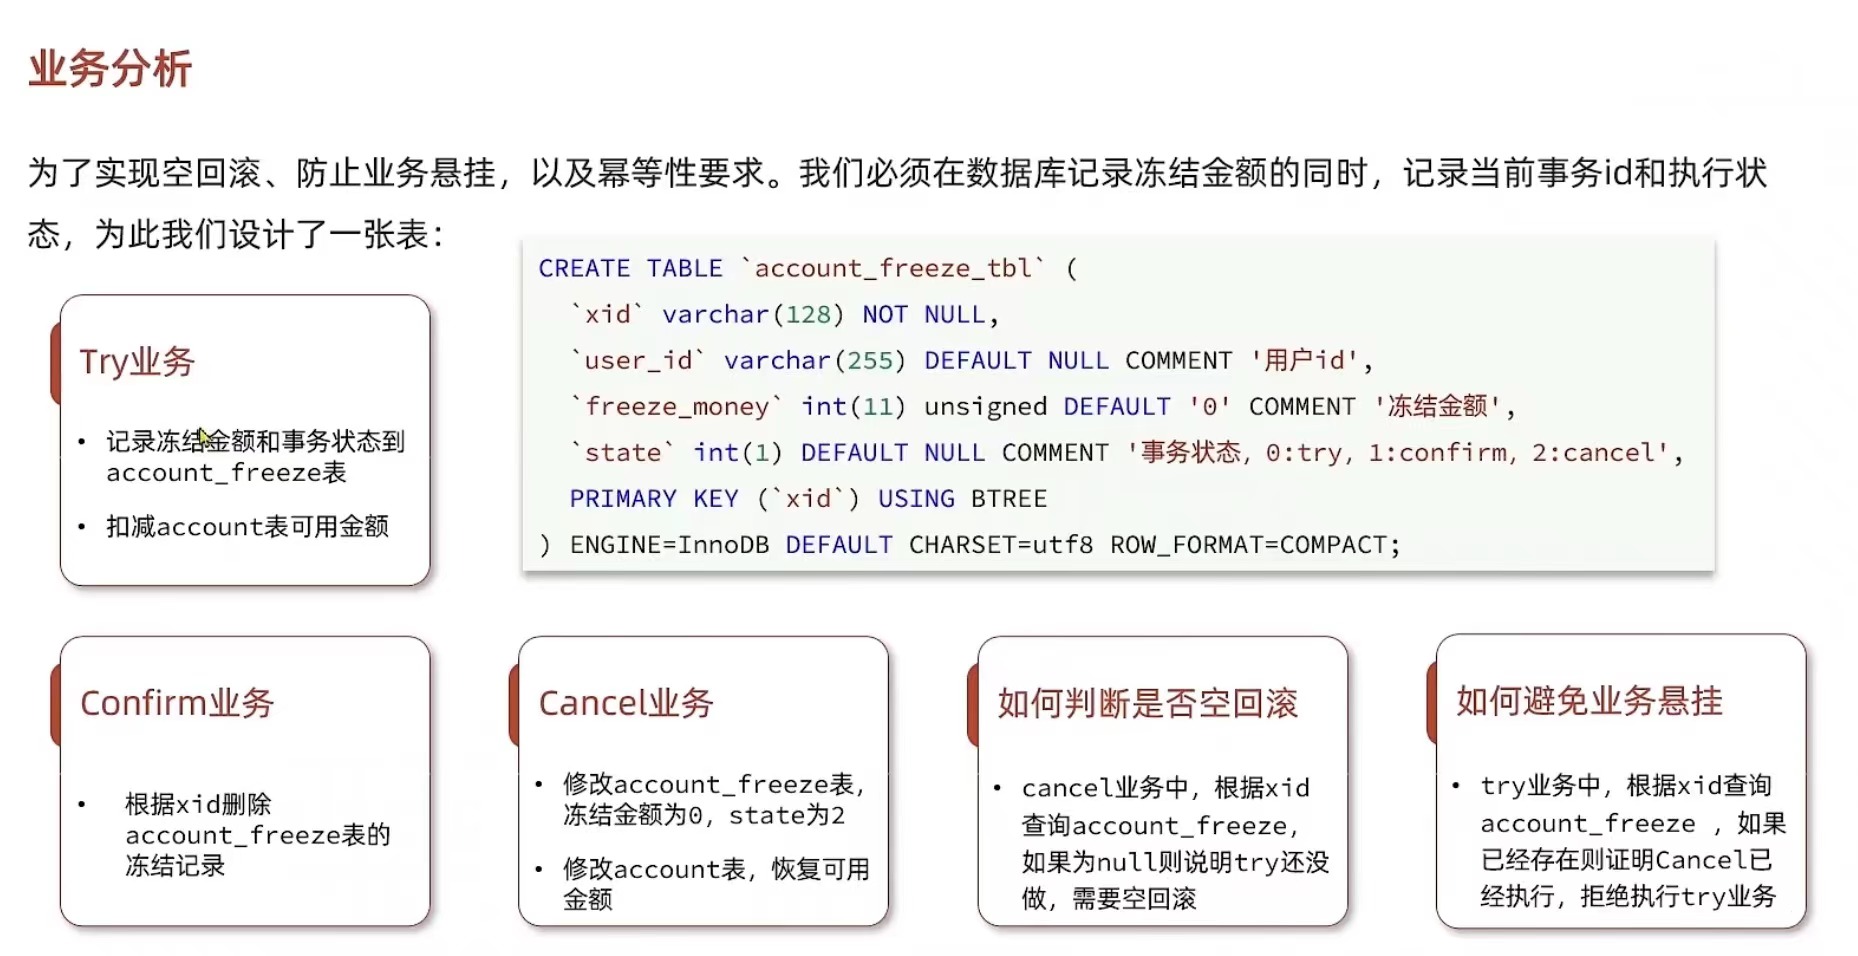 业务分析
为了实现空回滚、防止业务悬挂，以及幂等性要求。我们必须在数据库记录冻结金额的同时，记录当前事务id和执行状
态，为此我们设计了一张表：
CREATE TABLE `account_freeze_tbl` (
`xid` varchar(128) NOT NULL,
`user_id` varchar(255) DEFAULT NULL COMMENT '用户id',
`freeze_money` int(11) unsigned DEFAULT '0' COMMENT '冻结金额',
`state` int(1) DEFAULT NULL COMMENT '事务状态，0:try，1:confirm，2:cancel',
PRIMARY KEY (`xid`) USING BTREE
) ENGINE=InnoDB DEFAULT CHARSET=utf8 ROW_FORMAT=COMPACT;
Try业务
• 记录冻结金额和事务状态到
account_freeze表
• 扣减account表可用金额
Confirm业务
• 根据xid删除
account_freeze表的
冻结记录
Cancel业务
• 修改account_freeze表，
冻结金额为0，state为2
• 修改account表，恢复可用
金额
如何判断是否空回滚
• cancel业务中，根据xid
查询account_freeze，
如果为null则说明try还没
做，需要空回滚
如何避免业务悬挂
• try业务中，根据xid查询
account_freeze ，如果
已经存在则证明Cancel已
经执行，拒绝执行try业务